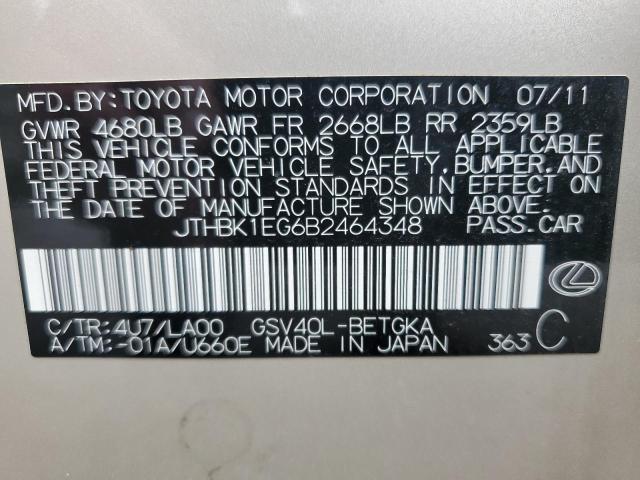 MFD. BY: TOYOTA MOTOR CORPORATION 07/11
GVWR 4680LB GAWR FR 2668LB RR 2359LB
THIS VEHICLE CONFORMS TO ALL APPLICABLE
FEDERAL MOTOR VEHICLE SAFETY, BUMPER, AND
THEFT PREVENTION STANDARDS IN EFFECT ON
THE DATE OF MANUFACTURE SHOWN ABOVE.
JTHBK1EG6B2464348 PASS. CAR
C/TR: 4U7/LA00 GSV40L-BETGKA
A/TM: -01A/U660E MADE IN JAPAN 363 C